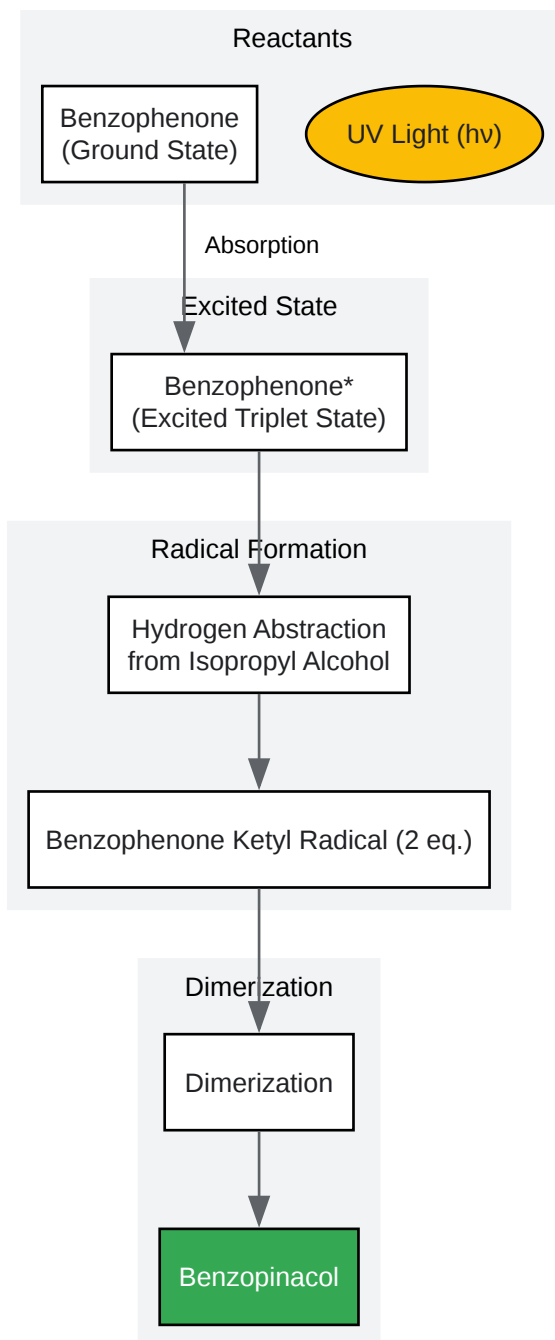 Reactants
Benzophenone
(Ground State)
UV Light (hν)
Absorption
Excited State
Benzophenone*
(Excited Triplet State)
Radical Formation
Hydrogen Abstraction
from Isopropyl Alcohol
Benzophenone Ketyl Radical (2 eq.)
Dimerization
Dimerization
Benzopinacol